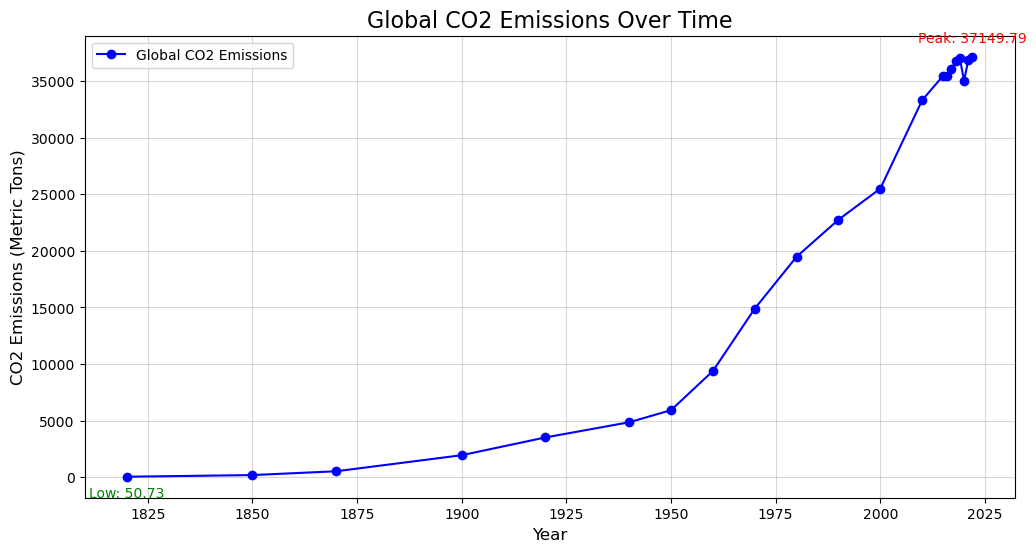 Global CO2 Emissions Over Time
Peak: 37149.79
Global CO2 Emissions
35000
30000
25000
20000
15000
10000
5000
0
CO2 Emissions (Metric Tons)
Low: 50.73
1825 1850 1875 1900 1925 1950 1975 2000 2025
Year